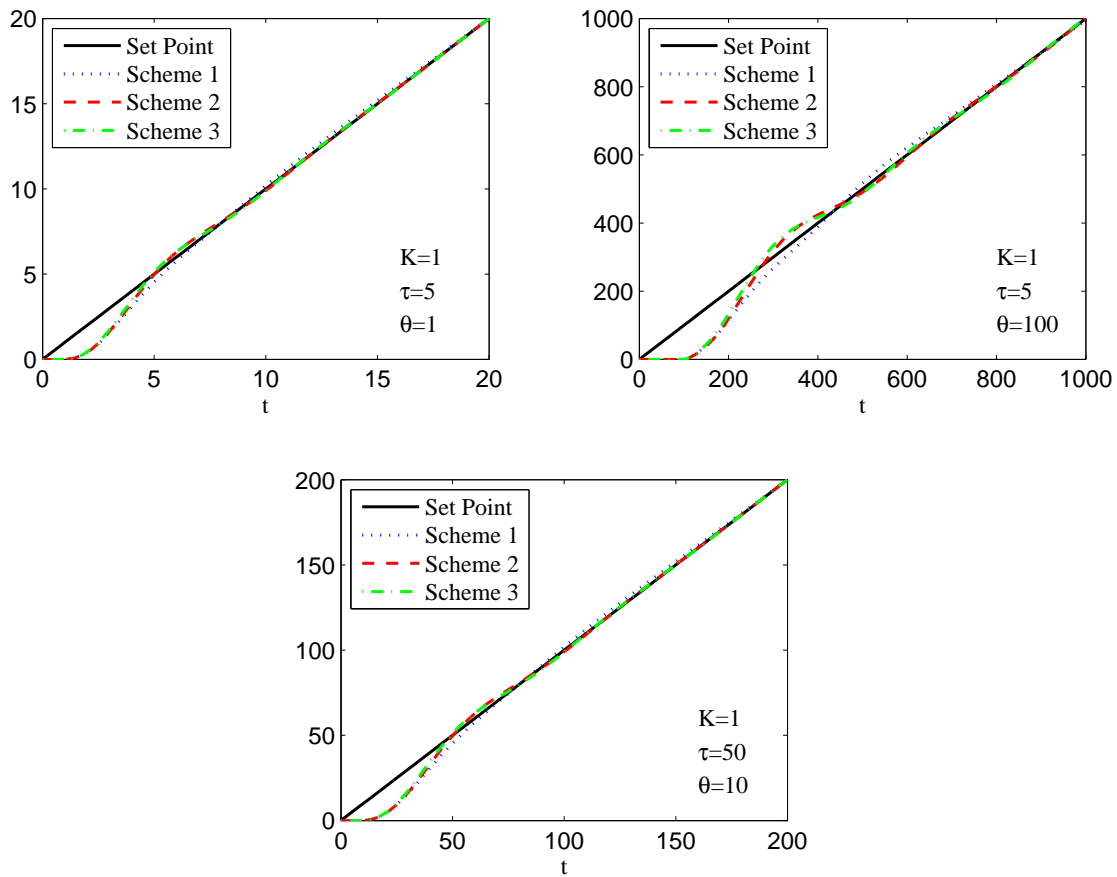 20
15
10
5
0
Set Point
Scheme 1
Scheme 2
Scheme 3
K=1
τ=5
θ=1
0 5 10 15 20
t
1000
800
600
400
200
0
Set Point
Scheme 1
Scheme 2
Scheme 3
K=1
τ=5
θ=100
0 200 400 600 800 1000
t
200
150
100
50
0
Set Point
Scheme 1
Scheme 2
Scheme 3
K=1
τ=50
θ=10
0 50 100 150 200
t